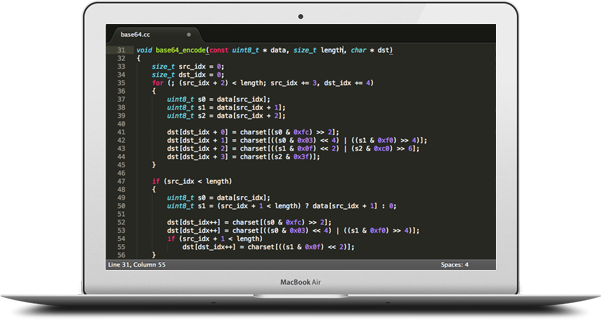 base64.cc
31 void base64_encode(const uint8_t * data, size_t length, char * dst)
32 {
33 size_t src_idx = 0;
34 size_t dst_idx = 0;
35 for (; (src_idx + 2) < length; src_idx += 3, dst_idx += 4)
36 {
37 uint8_t s0 = data[src_idx];
38 uint8_t s1 = data[src_idx + 1];
39 uint8_t s2 = data[src_idx + 2];
40
41 dst[dst_idx + 0] = charset[(s0 & 0xfc) >> 2];
42 dst[dst_idx + 1] = charset[((s0 & 0x03) << 4) | ((s1 & 0xf0) >> 4)];
43 dst[dst_idx + 2] = charset[((s1 & 0x0f) << 2) | (s2 & 0xc0) >> 6];
44 dst[dst_idx + 3] = charset[(s2 & 0x3f)];
45 }
46
47 if (src_idx < length)
48 {
49 uint8_t s0 = data[src_idx];
50 uint8_t s1 = (src_idx + 1 < length) ? data[src_idx + 1] : 0;
51
52 dst[dst_idx++] = charset[(s0 & 0xfc) >> 2];
53 dst[dst_idx++] = charset[((s0 & 0x03) << 4) | ((s1 & 0xf0) >> 4)];
54 if (src_idx + 1 < length)
55 dst[dst_idx++] = charset[((s1 & 0x0f) << 2)];
56 }
Line 31, Column 55 Spaces: 4
MacBook Air